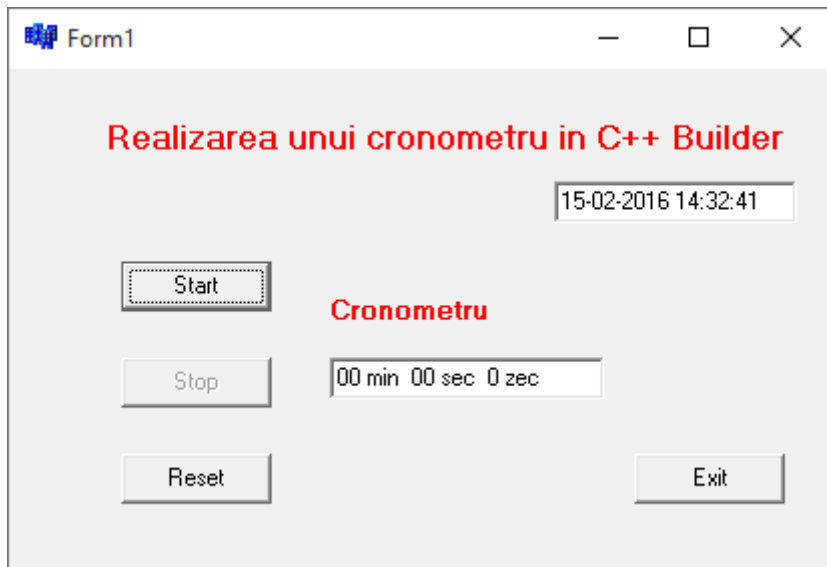 Form1
Realizarea unui cronometru in C++ Builder
15-02-2016 14:32:41
Start
Cronometru
Stop
00 min  00 sec  0 zec
Reset
Exit